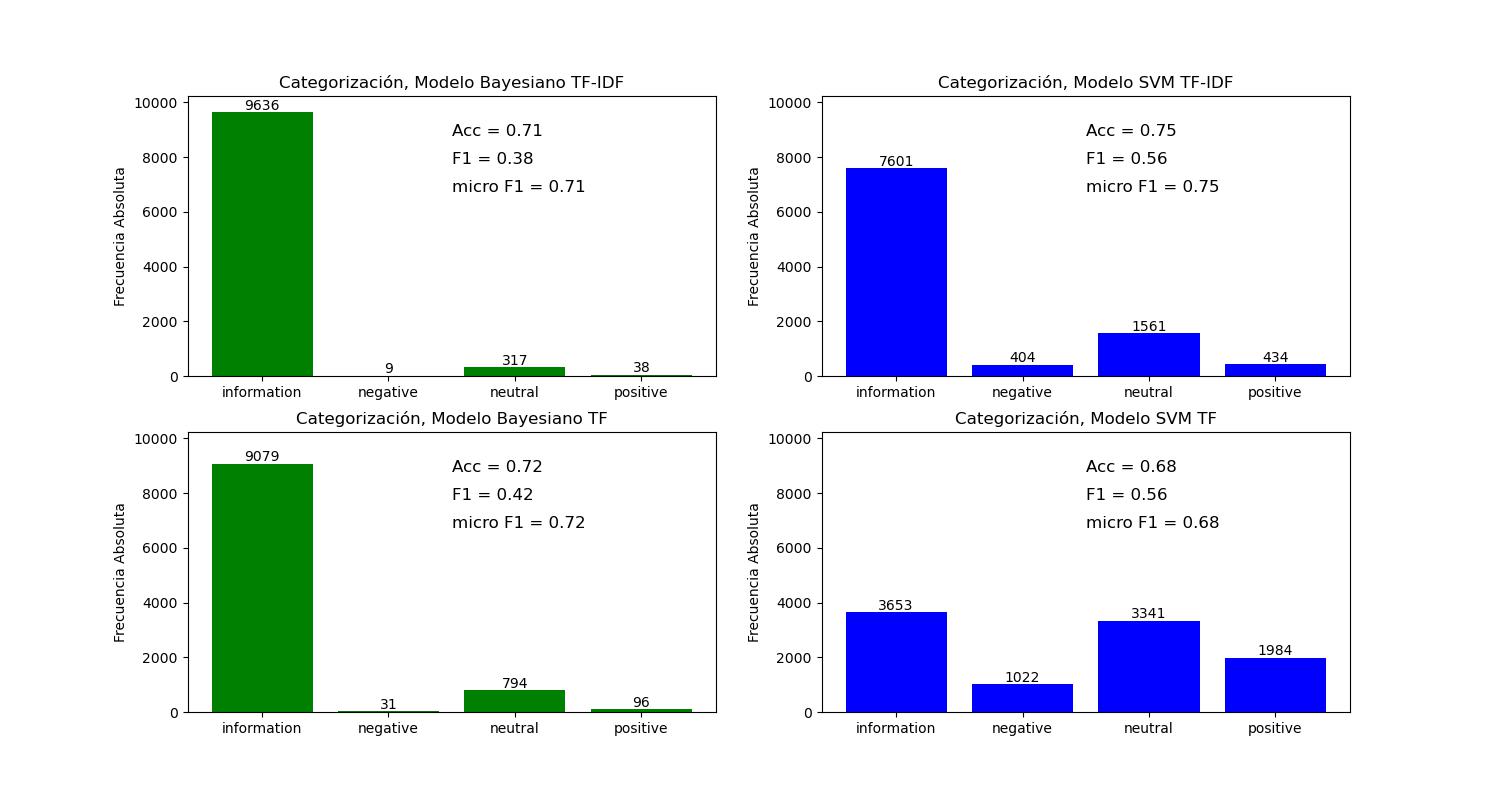 Categorización, Modelo Bayesiano TF-IDF
Frecuencia Absoluta
10000
8000
6000
4000
2000
0
9636
9
317
38
Acc = 0.71
F1 = 0.38
micro F1 = 0.71
information negative neutral positive
Categorización, Modelo SVM TF-IDF
Frecuencia Absoluta
10000
8000
6000
4000
2000
0
7601
404
1561
434
Acc = 0.75
F1 = 0.56
micro F1 = 0.75
information negative neutral positive
Categorización, Modelo Bayesiano TF
Frecuencia Absoluta
10000
8000
6000
4000
2000
0
9079
31
794
96
Acc = 0.72
F1 = 0.42
micro F1 = 0.72
information negative neutral positive
Categorización, Modelo SVM TF
Frecuencia Absoluta
10000
8000
6000
4000
2000
0
3653
1022
3341
1984
Acc = 0.68
F1 = 0.56
micro F1 = 0.68
information negative neutral positive